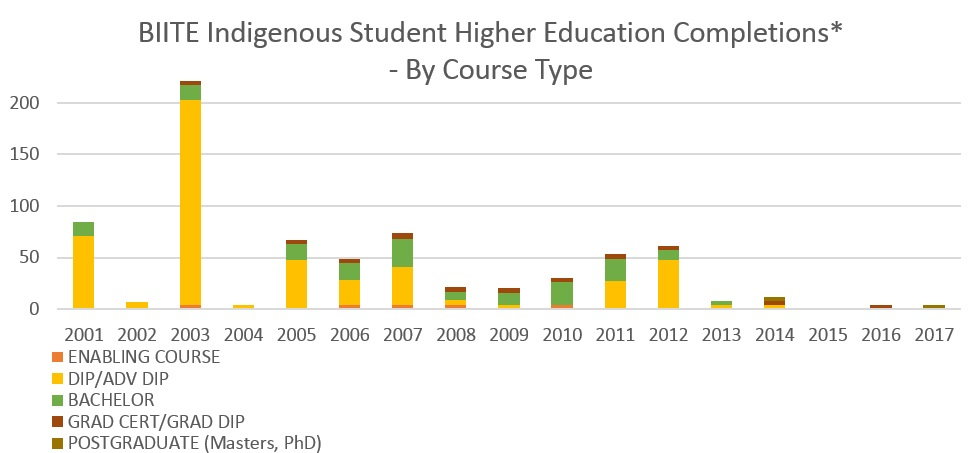 BIITE Indigenous Student Higher Education Completions*
- By Course Type
200
150
100
50
0
2001 2002 2003 2004 2005 2006 2007 2008 2009 2010 2011 2012 2013 2014 2015 2016 2017
ENABLING COURSE
DIP/ADV DIP
BACHELOR
GRAD CERT/GRAD DIP
POSTGRADUATE (Masters, PhD)